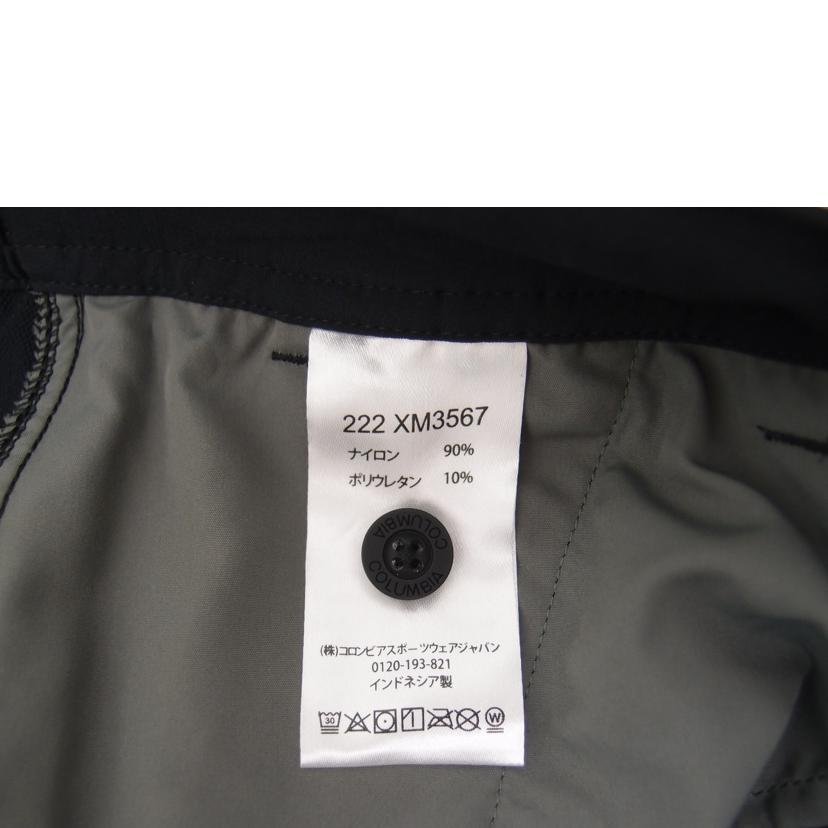 222 XM3567
ナイロン 90%
ポリウレタン 10%
COLUMBIA
COLUMBIA
(株)コロンビアスポーツウェアジャパン
0120-193-821
インドネシア製
30 W